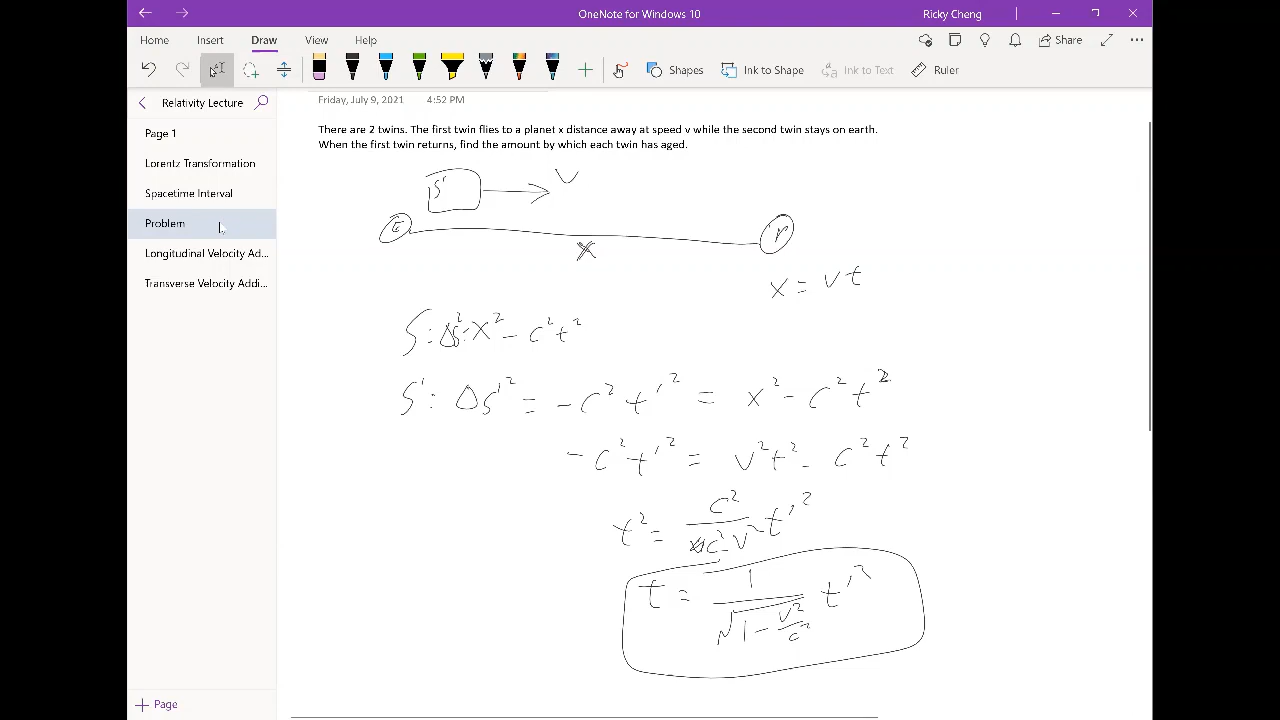 OneNote for Windows 10
Ricky Cheng
Home Insert Draw View Help
Share
Shapes Ink to Shape Ink to Text Ruler
Relativity Lecture
Page 1
Lorentz Transformation
Spacetime Interval
Problem
Longitudinal Velocity Ad...
Transverse Velocity Addi...
Page
Friday, July 9, 2021 4:52 PM
There are 2 twins. The first twin flies to a planet x distance away at speed v while the second twin stays on earth.
When the first twin returns, find the amount by which each twin has aged.
S' V
E P
X
x = vt
S: Δs² = x² - c²t²
S': Δs'² = -c²t'² = x² - c²t²
-c²t'² = v²t² - c²t²
t² = c²/(c² - v²) t'²
t = 1/√(1 - v²/c²) t'²